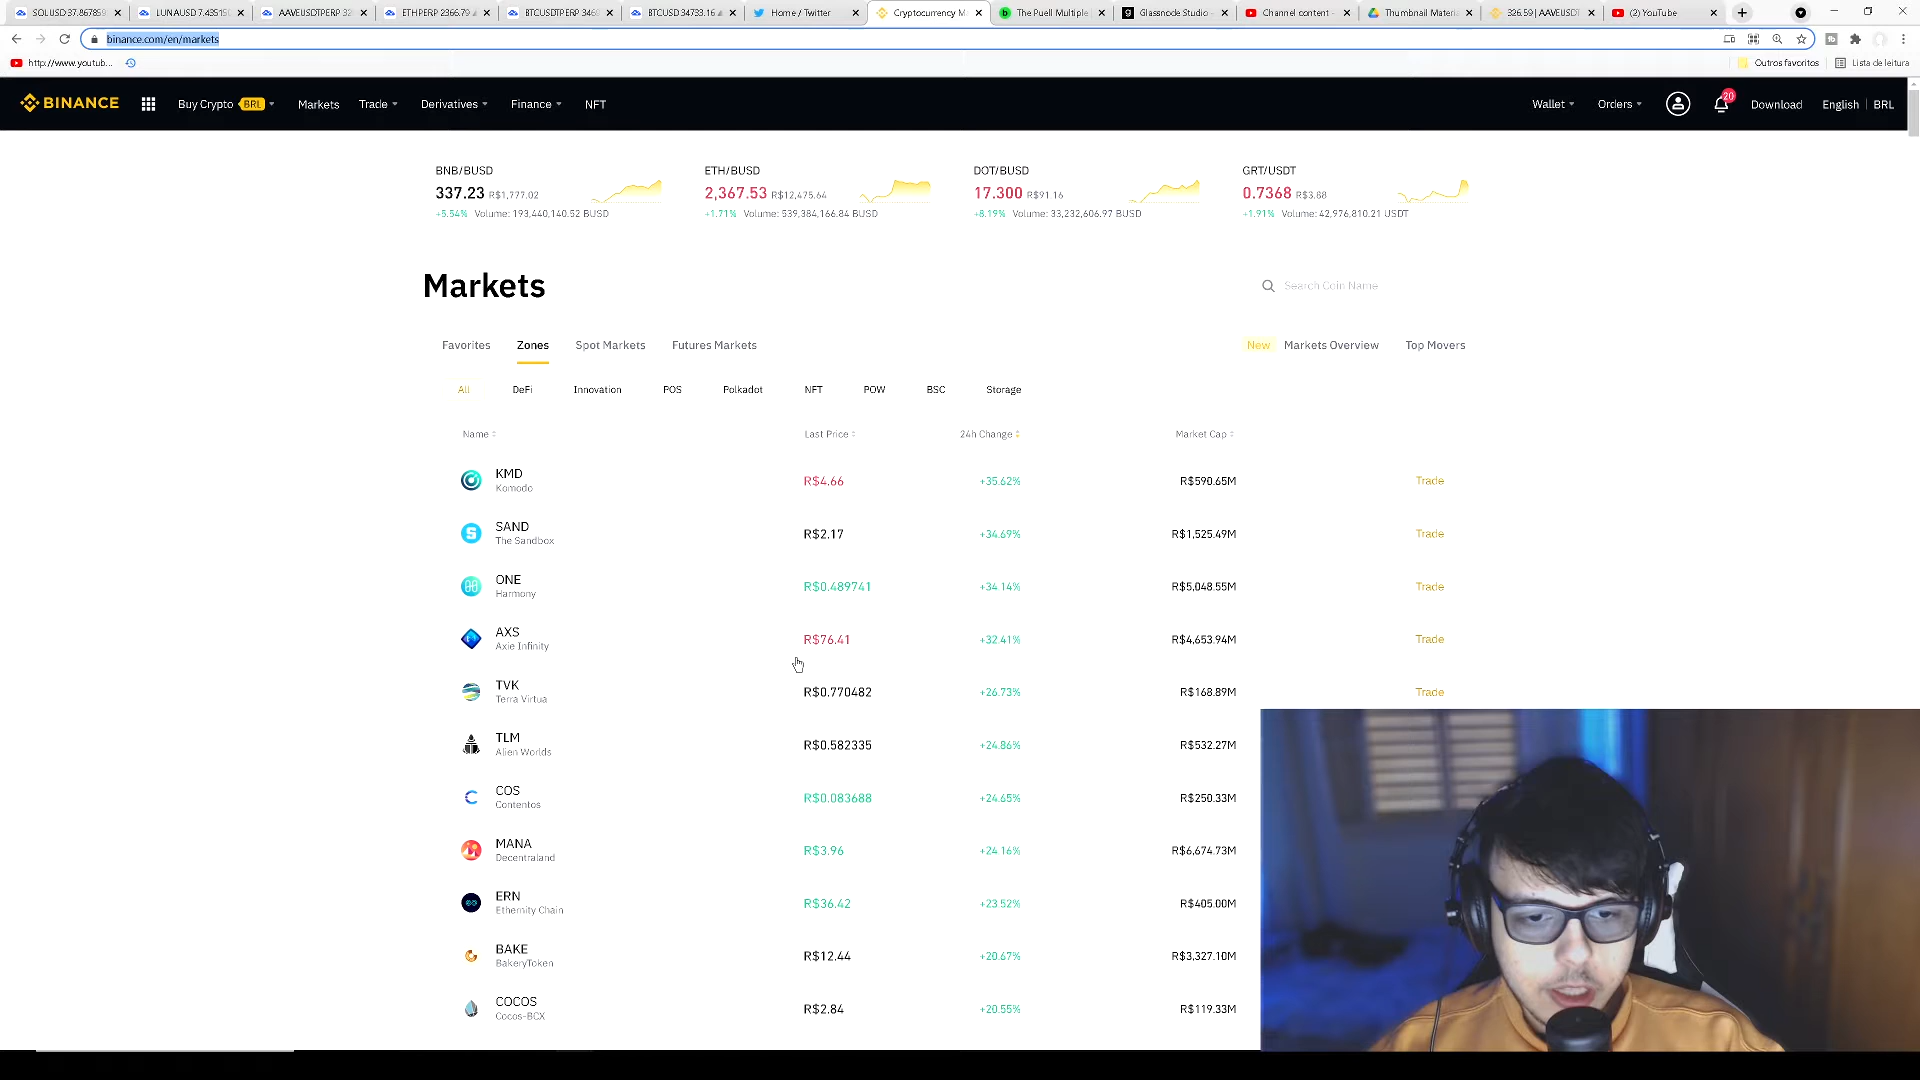 SOLUSD 37.867859
LUNAUSD 7.43515
AAVEUSDTPERP 32
ETHPERP 2366.79
BTCUSDTPERP 346
BTCUSD 34733.16
Home / Twitter
Cryptocurrency M
The Puell Multiple
Glassnode Studio -
Channel content -
Thumbnail Materi
326.59 | AAVEUSDT
(2) YouTube
binance.com/en/markets
http://www.youtub...
Outros favoritos
Lista de leitura
BINANCE
Buy Crypto BRL
Markets
Trade
Derivatives
Finance
NFT
Wallet
Orders
20
Download
English | BRL
BNB/BUSD
337.23 R$1,777.02
+5.54% Volume: 193,440,140.52 BUSD
ETH/BUSD
2,367.53 R$12,475.64
+1.71% Volume: 539,384,166.84 BUSD
DOT/BUSD
17.300 R$91.16
+8.19% Volume: 33,232,606.97 BUSD
GRT/USDT
0.7368 R$3.88
+1.91% Volume: 42,976,810.21 USDT
Markets
Search Coin Name
Favorites Zones Spot Markets Futures Markets
New Markets Overview Top Movers
All DeFi Innovation POS Polkadot NFT POW BSC Storage
Name Last Price 24h Change Market Cap
KMD
Komodo
R$4.66 +35.62% R$590.65M Trade
SAND
The Sandbox
R$2.17 +34.69% R$1,525.49M Trade
ONE
Harmony
R$0.489741 +34.14% R$5,048.55M Trade
AXS
Axie Infinity
R$76.41 +32.41% R$4,653.94M Trade
TVK
Terra Virtua
R$0.770482 +26.73% R$168.89M Trade
TLM
Alien Worlds
R$0.582335 +24.86% R$532.27M
COS
Contentos
R$0.083688 +24.65% R$250.33M
MANA
Decentraland
R$3.96 +24.16% R$6,674.73M
ERN
Ethernity Chain
R$36.42 +23.52% R$405.00M
BAKE
BakeryToken
R$12.44 +20.67% R$3,327.10M
COCOS
Cocos-BCX
R$2.84 +20.55% R$119.33M